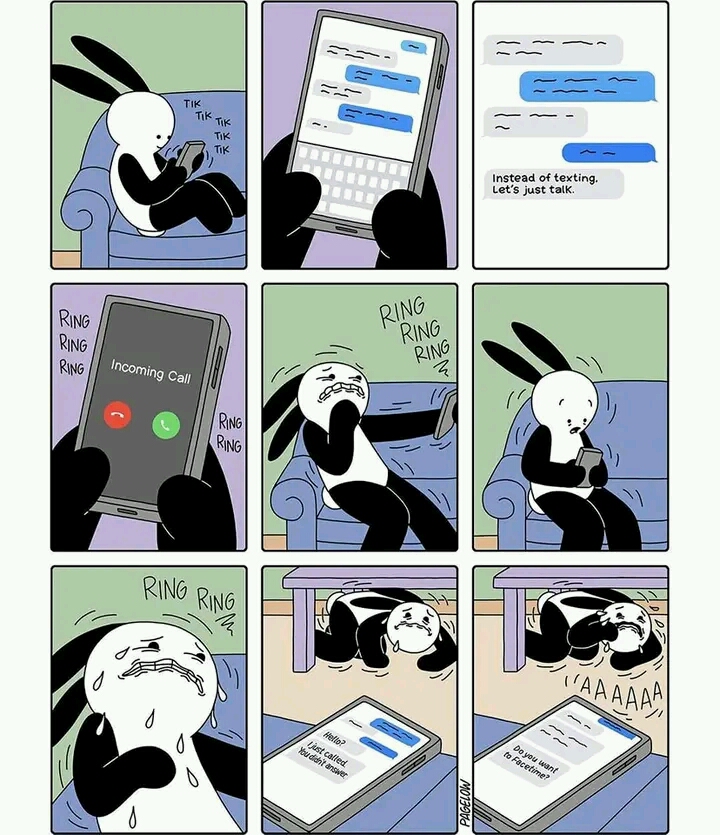 TIK
TIK
TIK
TIK
TIK
Instead of texting.
Let's just talk.
RING
RING
RING
Incoming Call
RING
RING
RING
RING
RING
RING RING
Hello?
I just called.
You didn't answer
PAGELOW
AAAAAA
Do you want
to Facetime?